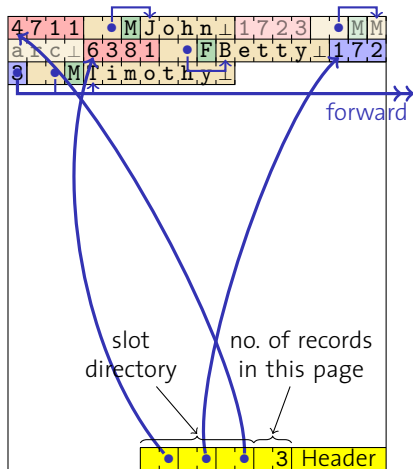 4711 M John⊥ 1723 M M
arc⊥ 6381 F Betty⊥ 172
3 M Timothy⊥
forward
slot directory
no. of records in this page
3 Header